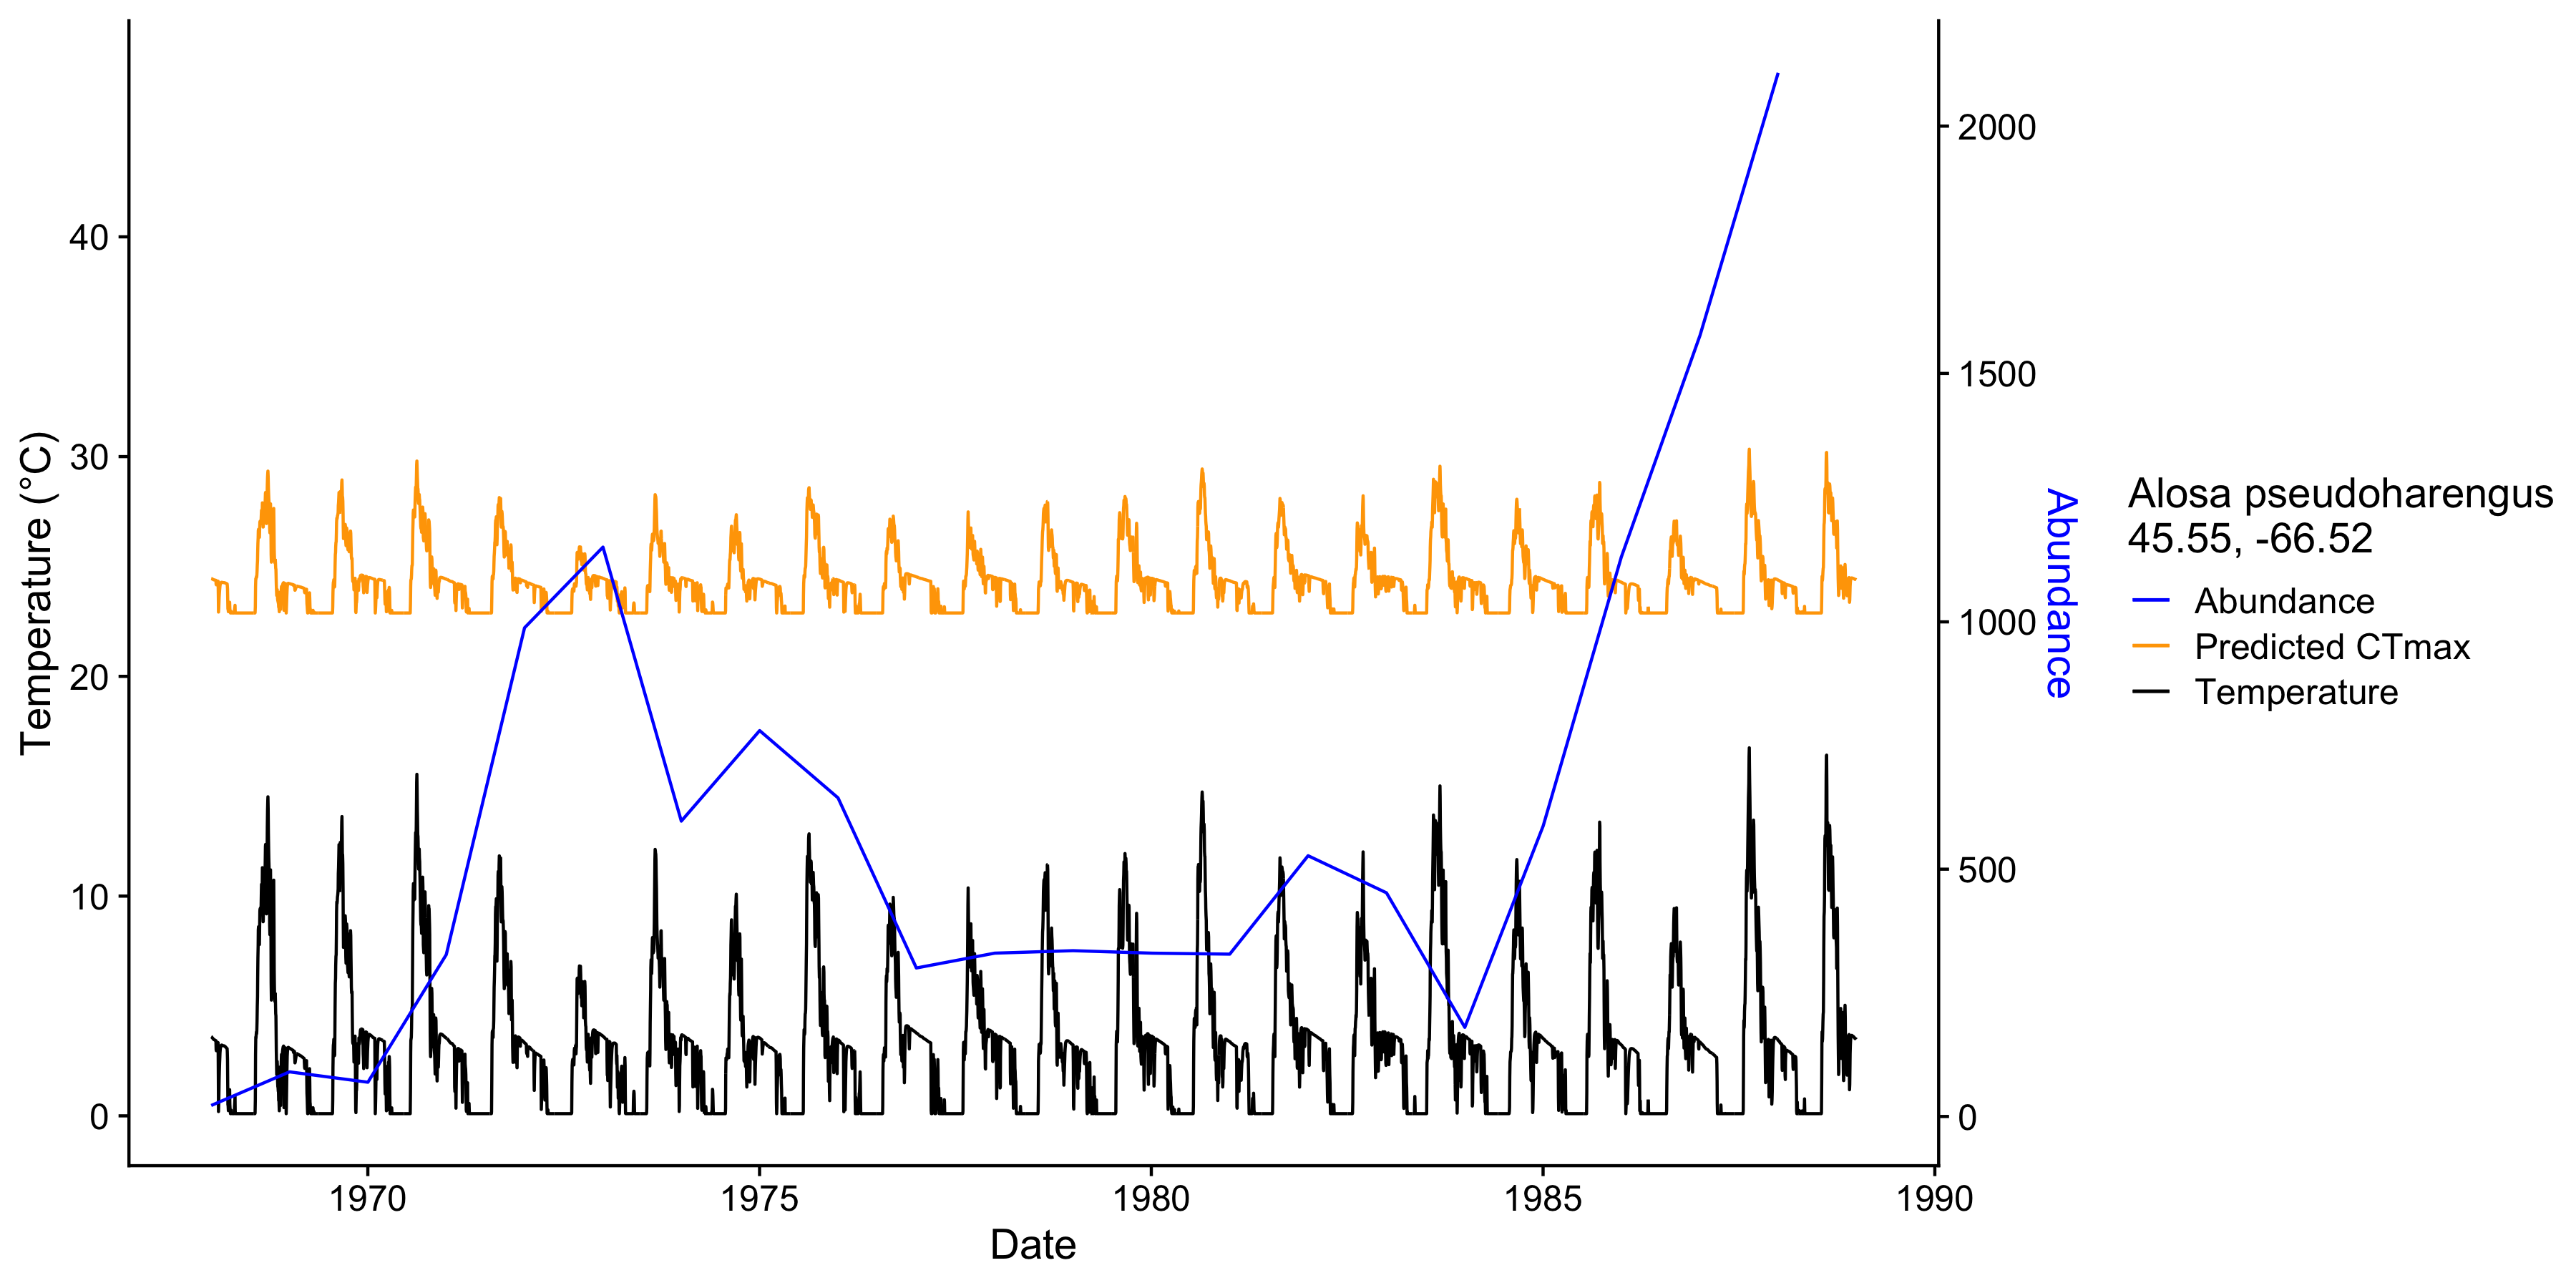 Temperature (°C)
40
30
20
10
0
1970
1975
1980
1985
1990
Date
2000
1500
1000
500
0
Abundance
Alosa pseudoharengus
45.55, -66.52
Abundance
Predicted CTmax
Temperature